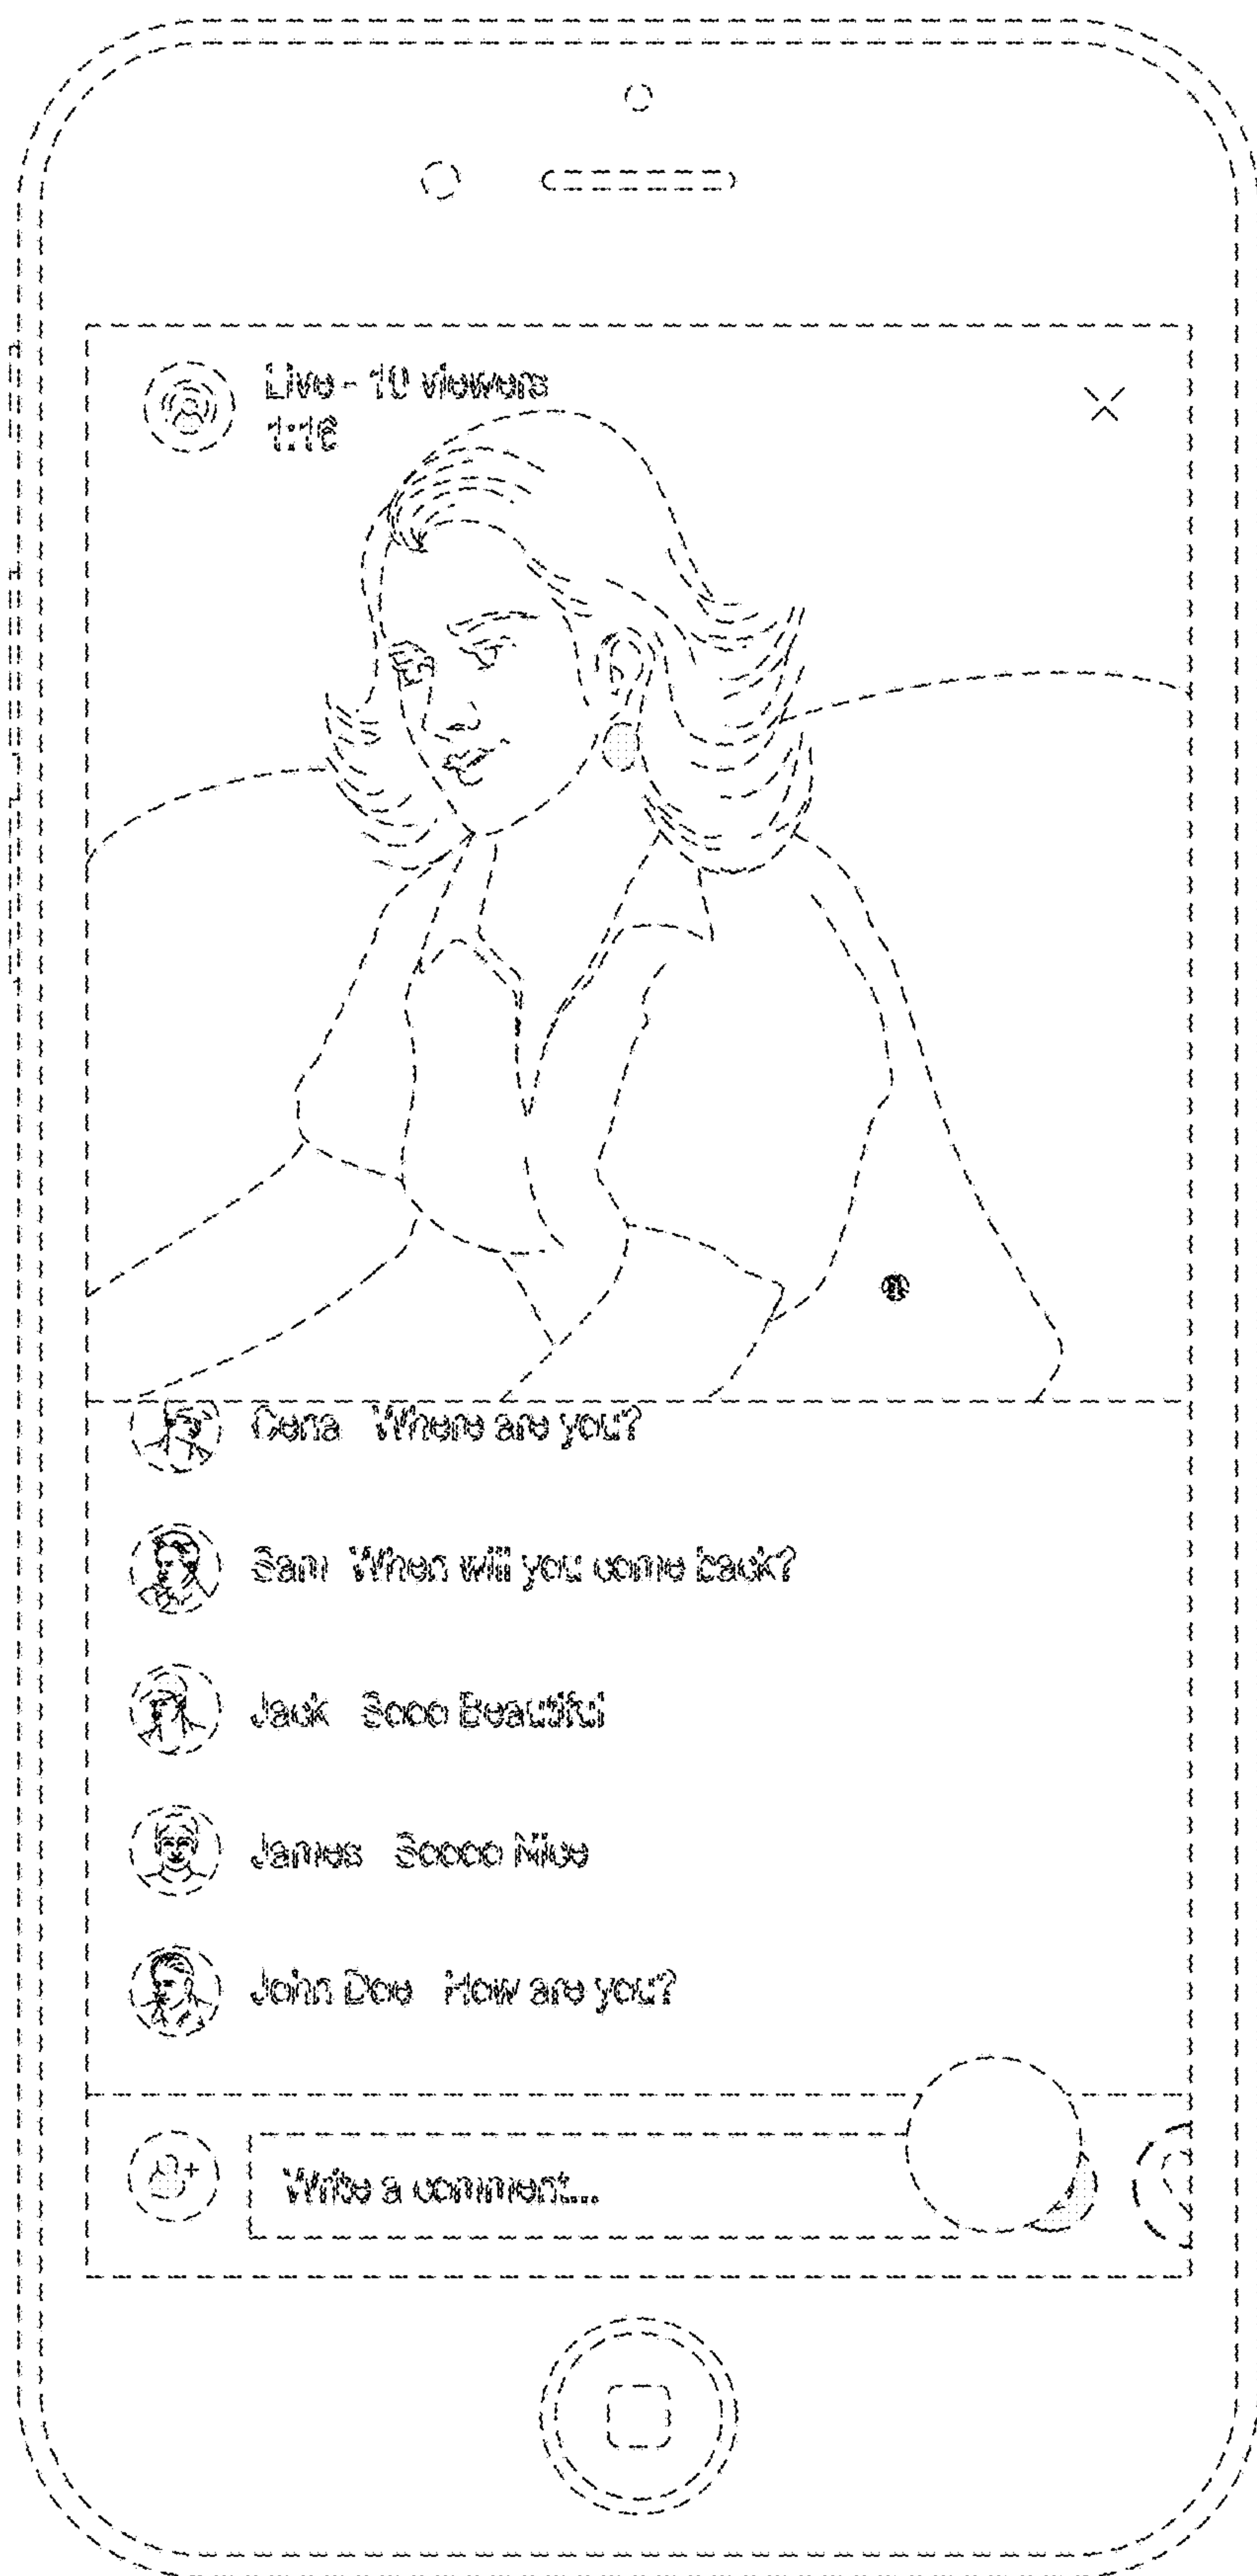 Live - 10 viewers
1:16
Cena Where are you?
Sam When will you come back?
Jack Sooo Beautiful
James Soooo Nice
John Doe How are you?
Write a comment...